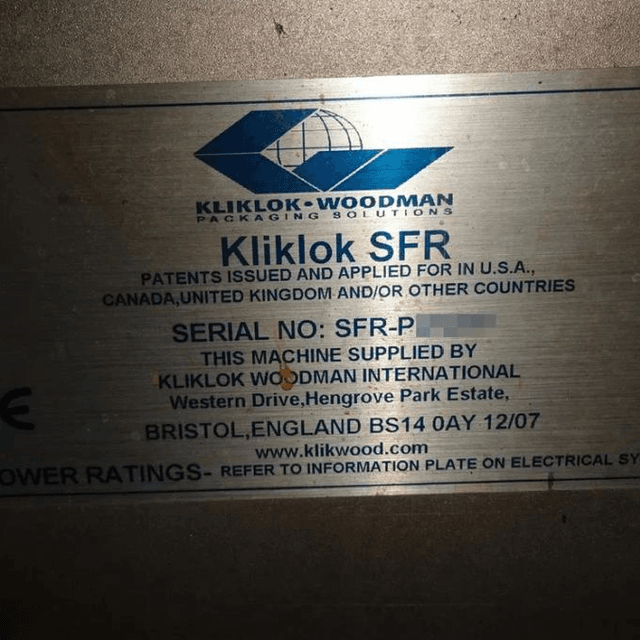 KLIKLOK•WOODMAN
PACKAGING SOLUTIONS
Kliklok SFR
PATENTS ISSUED AND APPLIED FOR IN U.S.A.,
CANADA,UNITED KINGDOM AND/OR OTHER COUNTRIES
SERIAL NO: SFR-P
THIS MACHINE SUPPLIED BY
KLIKLOK WOODMAN INTERNATIONAL
Western Drive,Hengrove Park Estate,
CE
BRISTOL,ENGLAND BS14 0AY 12/07
www.klikwood.com
OWER RATINGS- REFER TO INFORMATION PLATE ON ELECTRICAL SY